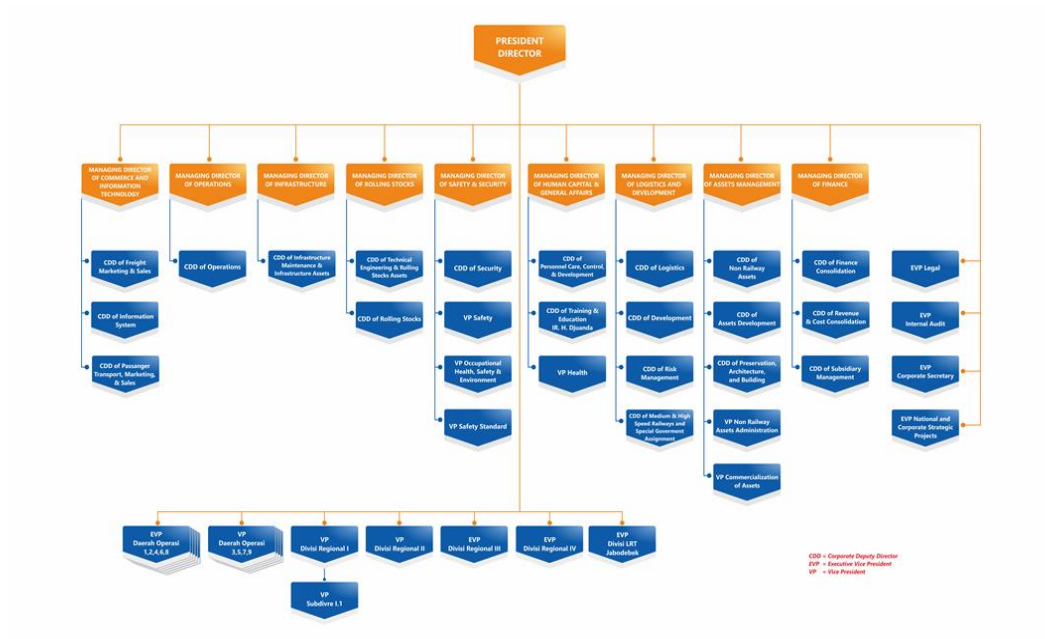 PRESIDENT
DIRECTOR
MANAGING DIRECTOR
OF COMMERCE AND
INFORMATION
TECHNOLOGY
MANAGING DIRECTOR
OF OPERATIONS
MANAGING DIRECTOR
OF INFRASTRUCTURE
MANAGING DIRECTOR
OF ROLLING STOCKS
MANAGING DIRECTOR
OF SAFETY & SECURITY
MANAGING DIRECTOR
OF HUMAN CAPITAL &
GENERAL AFFAIRS
MANAGING DIRECTOR
OF LOGISTICS AND
DEVELOPMENT
MANAGING DIRECTOR
OF ASSETS MANAGEMENT
MANAGING DIRECTOR
OF FINANCE
CDD of Freight
Marketing & Sales
CDD of Operations
CDD of Infrastructure
Maintenance &
Infrastructure Assets
CDD of Technical
Engineering & Rolling
Stocks Assets
CDD of Security
CDD of
Personnel Care, Control,
& Development
CDD of Logistics
CDD of
Non Railway
Assets
CDD of Finance
Consolidation
EVP Legal
CDD of Information
System
CDD of Rolling Stocks
VP Safety
CDD of Training &
Education
IR. H. Djuanda
CDD of Development
CDD of
Assets Development
CDD of Revenue
& Cost Consolidation
EVP
Internal Audit
CDD of Passanger
Transport, Marketing,
& Sales
VP Occupational
Health, Safety &
Environment
VP Health
CDD of Risk
Management
CDD of Preservation,
Architecture,
and Building
CDD of Subsidiary
Management
EVP
Corporate Secretary
VP Safety Standard
CDD of Medium & High
Speed Railways and
Special Goverment
Assignment
VP Non Railway
Assets Administration
EVP National and
Corporate Strategic
Projects
VP Commercialization
of Assets
EVP
Daerah Operasi
1,2,4,6,8
VP
Daerah Operasi
3,5,7,9
VP
Divisi Regional I
VP
Divisi Regional II
EVP
Divisi Regional III
EVP
Divisi Regional IV
EVP
Divisi LRT
Jabodebek
VP
Subdivre I.1
CDD = Corporate Deputy Director
EVP = Executive Vice President
VP = Vice President